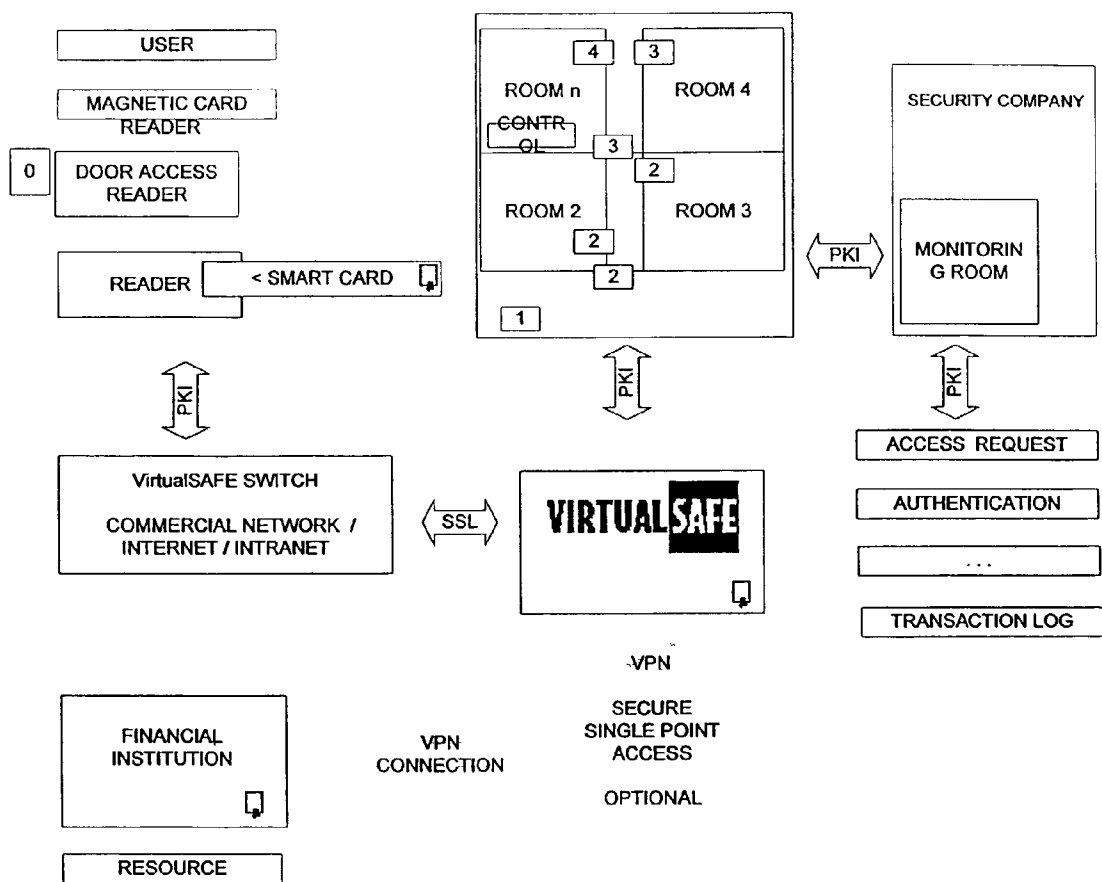 USER
MAGNETIC CARD
READER
0
DOOR ACCESS
READER
READER
< SMART CARD
PKI
VirtualSAFE SWITCH
COMMERCIAL NETWORK /
INTERNET / INTRANET
SSL
FINANCIAL
INSTITUTION
RESOURCE
VPN
CONNECTION
4
3
ROOM n
ROOM 4
CONTR
OL
3
2
ROOM 2
ROOM 3
2
2
1
PKI
PKI
VIRTUALSAFE
VPN
SECURE
SINGLE POINT
ACCESS
OPTIONAL
SECURITY COMPANY
MONITORIN
G ROOM
PKI
ACCESS REQUEST
AUTHENTICATION
...
TRANSACTION LOG